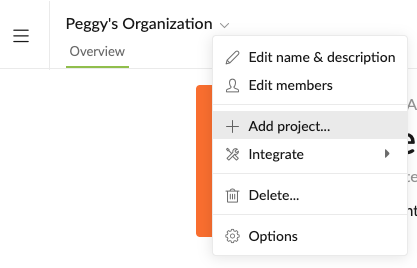 Peggy's Organization
Overview
Edit name & description
Edit members
Add project...
Integrate
Delete...
Options